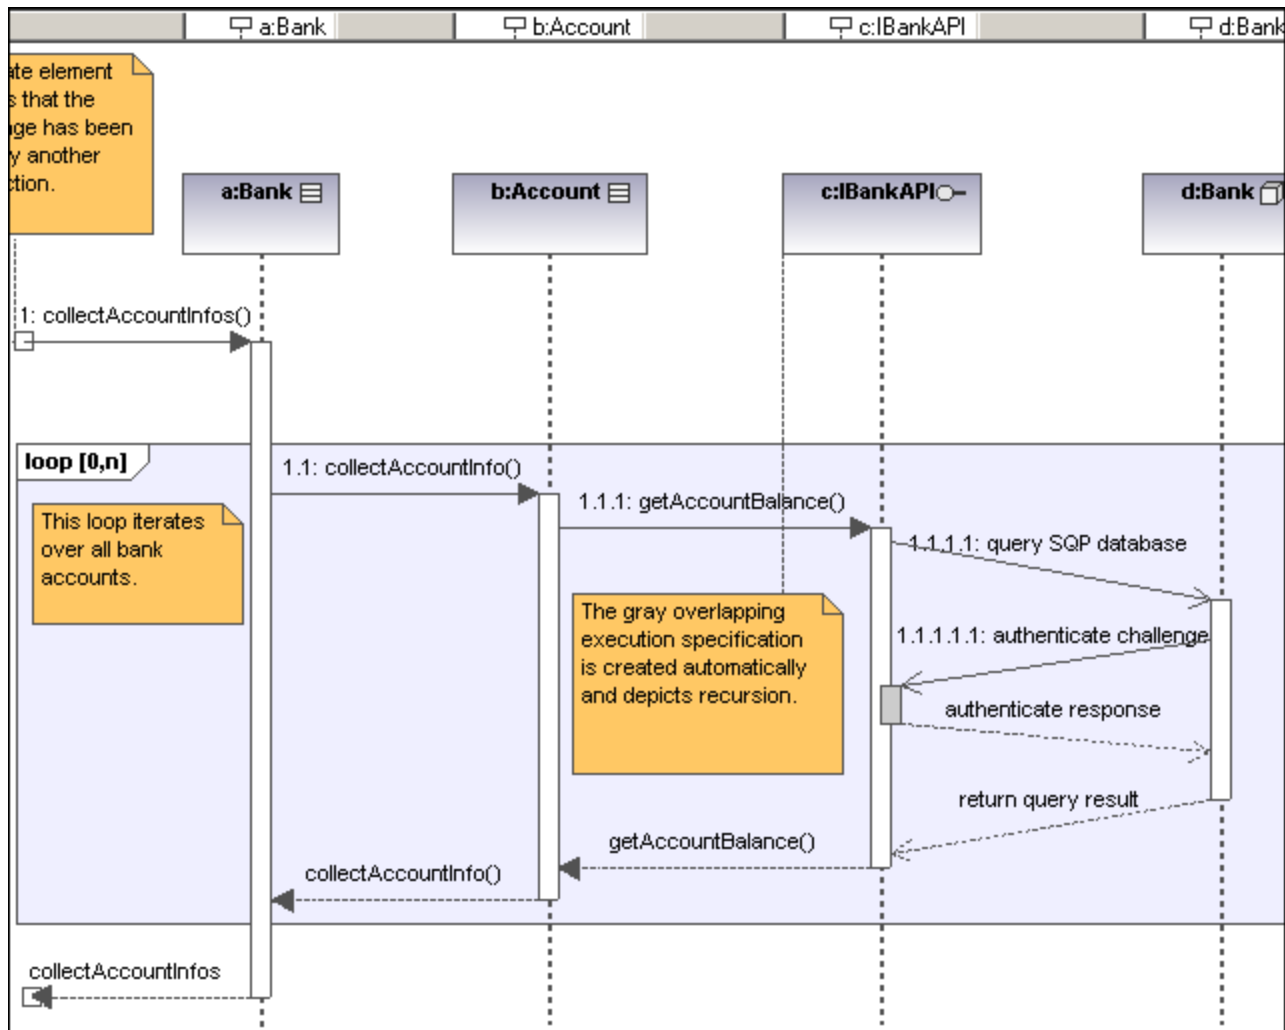 a:Bank
b:Account
c:IBankAPI
d:Bank
element
that the
has been
another
a:Bank
b:Account
c:IBankAPI
d:Bank
1: collectAccountInfos()
loop [0,n]
1.1: collectAccountInfo()
1.1.1: getAccountBalance()
This loop iterates
over all bank
accounts.
1.1.1.1: query SQP database
The gray overlapping
execution specification
is created automatically
and depicts recursion.
1.1.1.1.1: authenticate challenge
authenticate response
return query result
getAccountBalance()
collectAccountInfo()
collectAccountInfos